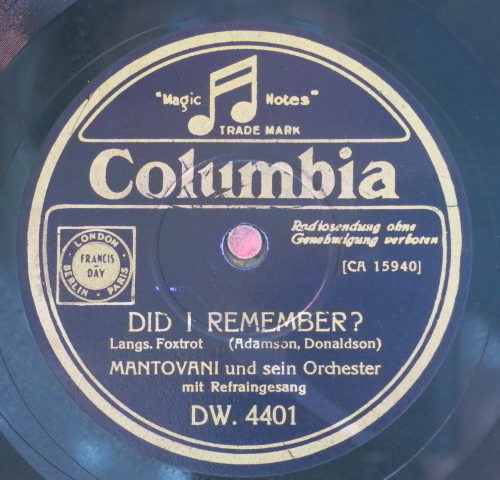 "Magic Notes"
TRADE MARK
Columbia
Radiosendung ohne
Genehmigung verboten
[CA 15940]
LONDON
FRANCIS
& DAY
BERLIN PARIS
DID I REMEMBER?
Langs. Foxtrot (Adamson, Donaldson)
MANTOVANI und sein Orchester
mit Refraingesang
DW. 4401